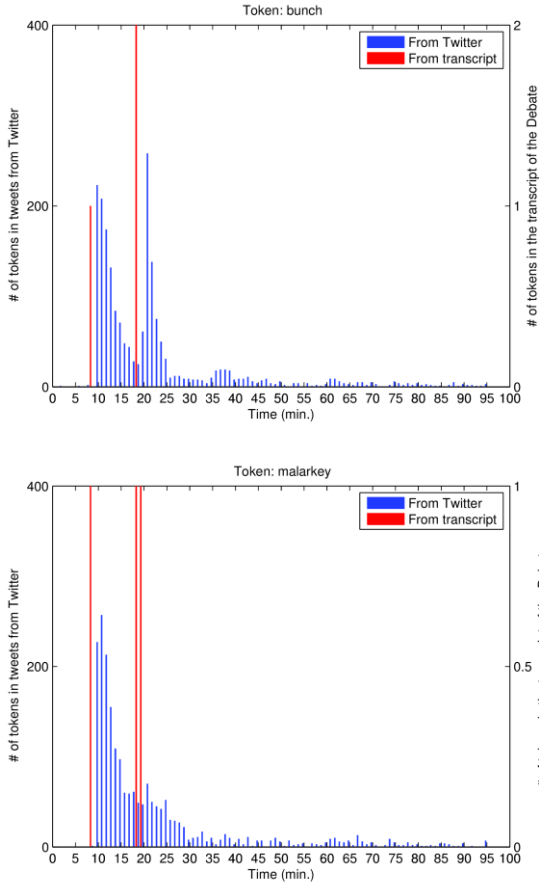 Token: bunch
400
200
0
2
1
0
From Twitter
From transcript
# of tokens in tweets from Twitter
# of tokens in the transcript of the Debate
0 5 10 15 20 25 30 35 40 45 50 55 60 65 70 75 80 85 90 95 100
Time (min.)
Token: malarkey
400
200
0
1
0.5
0
From Twitter
From transcript
# of tokens in tweets from Twitter
0 5 10 15 20 25 30 35 40 45 50 55 60 65 70 75 80 85 90 95 100
Time (min.)